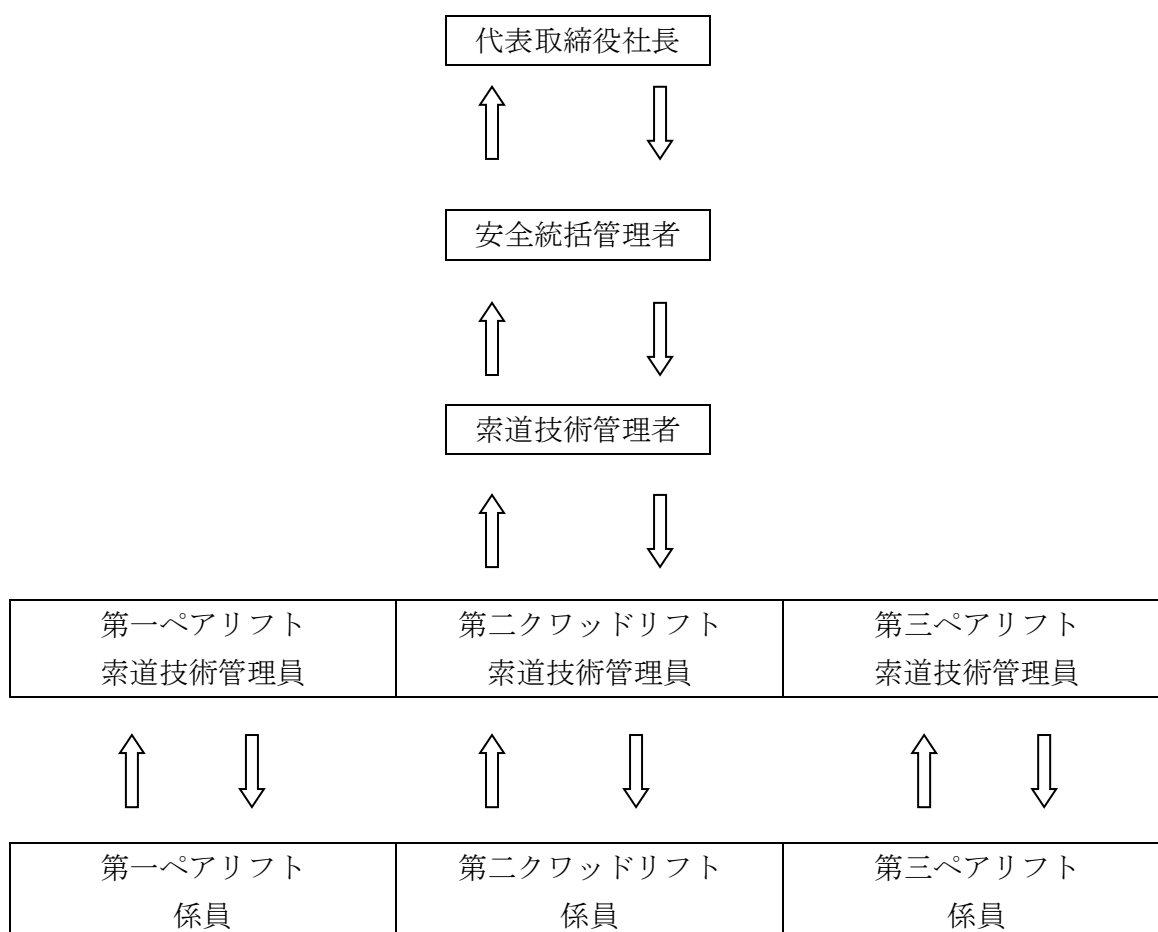 代表取締役社長
安全統括管理者
索道技術管理者
第一ペアリフト
索道技術管理員
第二クワッドリフト
索道技術管理員
第三ペアリフト
索道技術管理員
第一ペアリフト
係員
第二クワッドリフト
係員
第三ペアリフト
係員